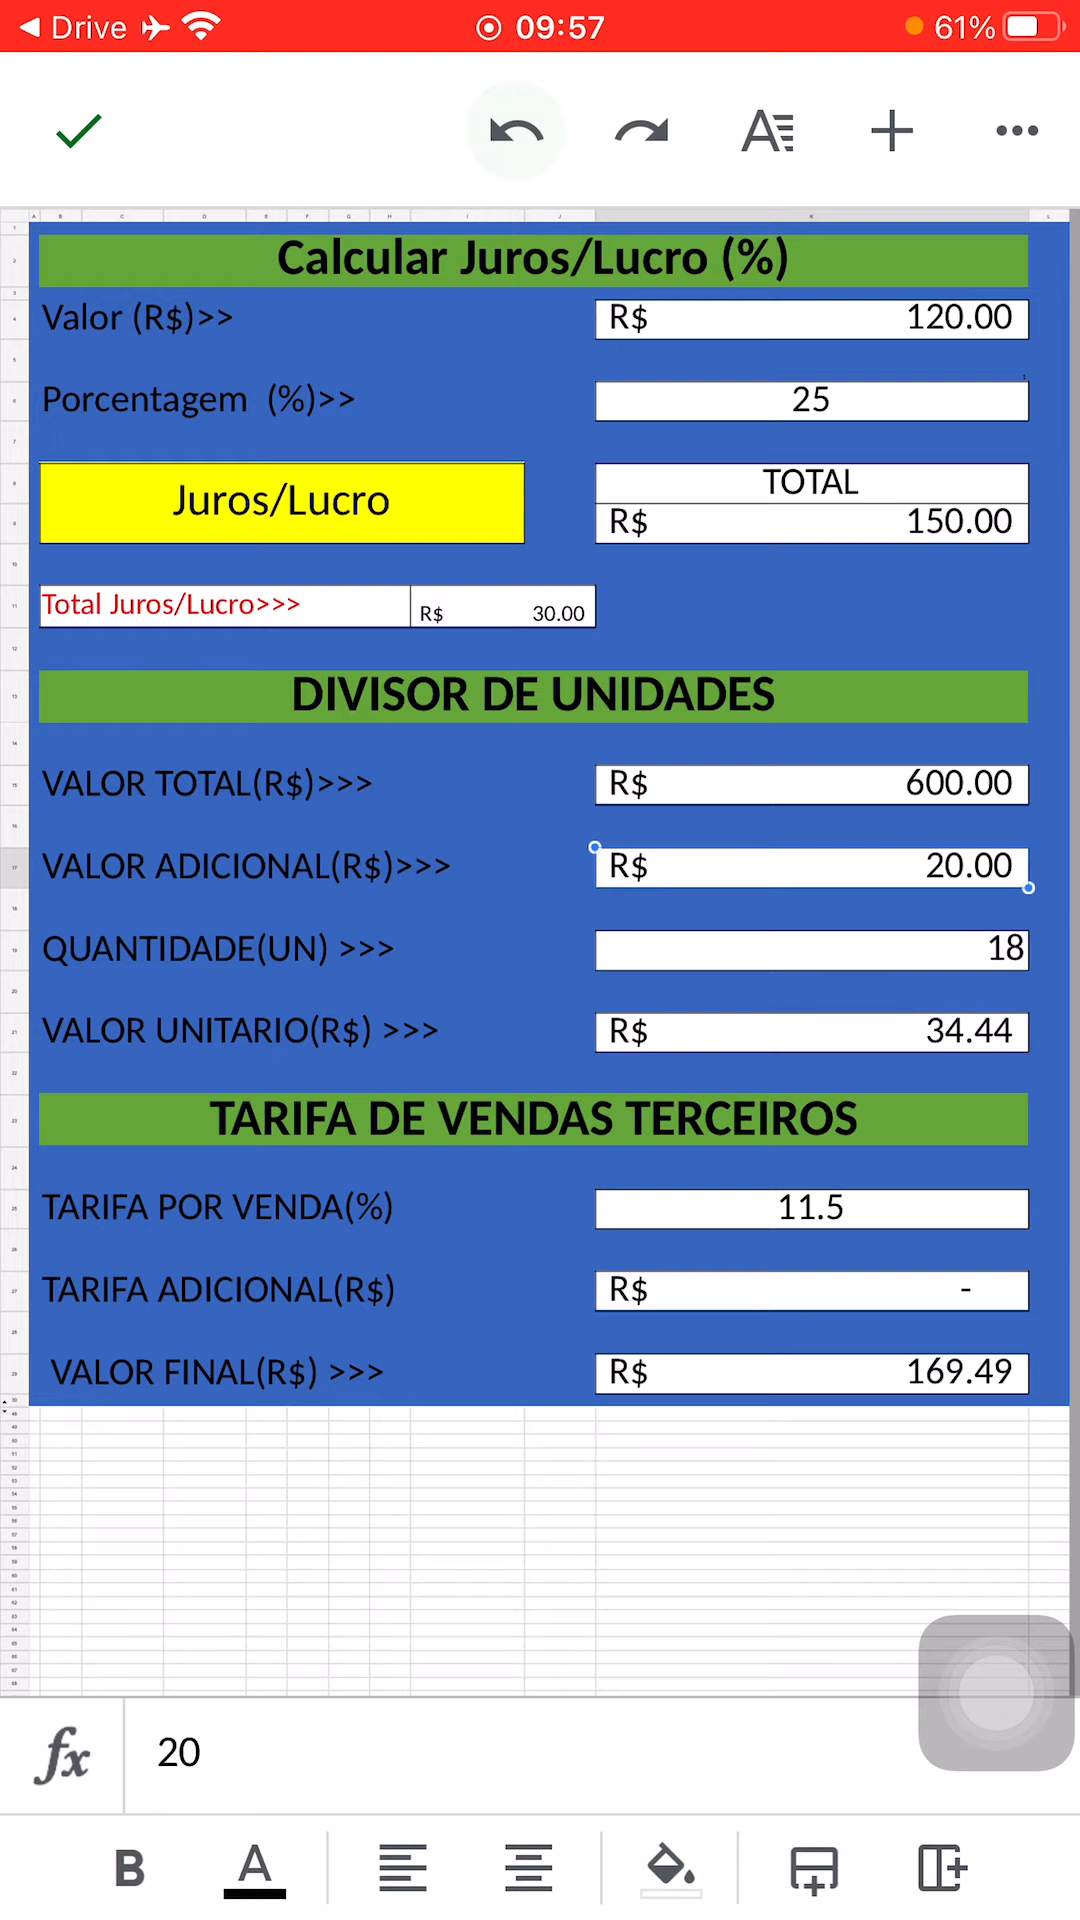 Drive 09:57 61%
A
Calcular Juros/Lucro (%)
Valor (R$)>> R$ 120.00
Porcentagem (%)>> 25
Juros/Lucro TOTAL
R$ 150.00
Total Juros/Lucro>>> R$ 30.00
DIVISOR DE UNIDADES
VALOR TOTAL(R$)>>> R$ 600.00
VALOR ADICIONAL(R$)>>> R$ 20.00
QUANTIDADE(UN) >>> 18
VALOR UNITARIO(R$) >>> R$ 34.44
TARIFA DE VENDAS TERCEIROS
TARIFA POR VENDA(%) 11.5
TARIFA ADICIONAL(R$) R$ -
VALOR FINAL(R$) >>> R$ 169.49
fx 20
B A